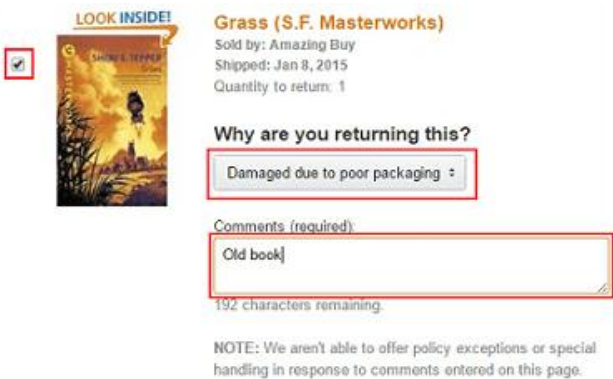 LOOK INSIDE!
Grass (S.F. Masterworks)
Sold by: Amazing Buy
SHERI S. TEPPER
Shipped: Jan 8, 2015
Quantity to return: 1
Why are you returning this?
Damaged due to poor packaging
Comments (required):
Old book
192 characters remaining.
NOTE: We aren't able to offer policy exceptions or special
handling in response to comments entered on this page.